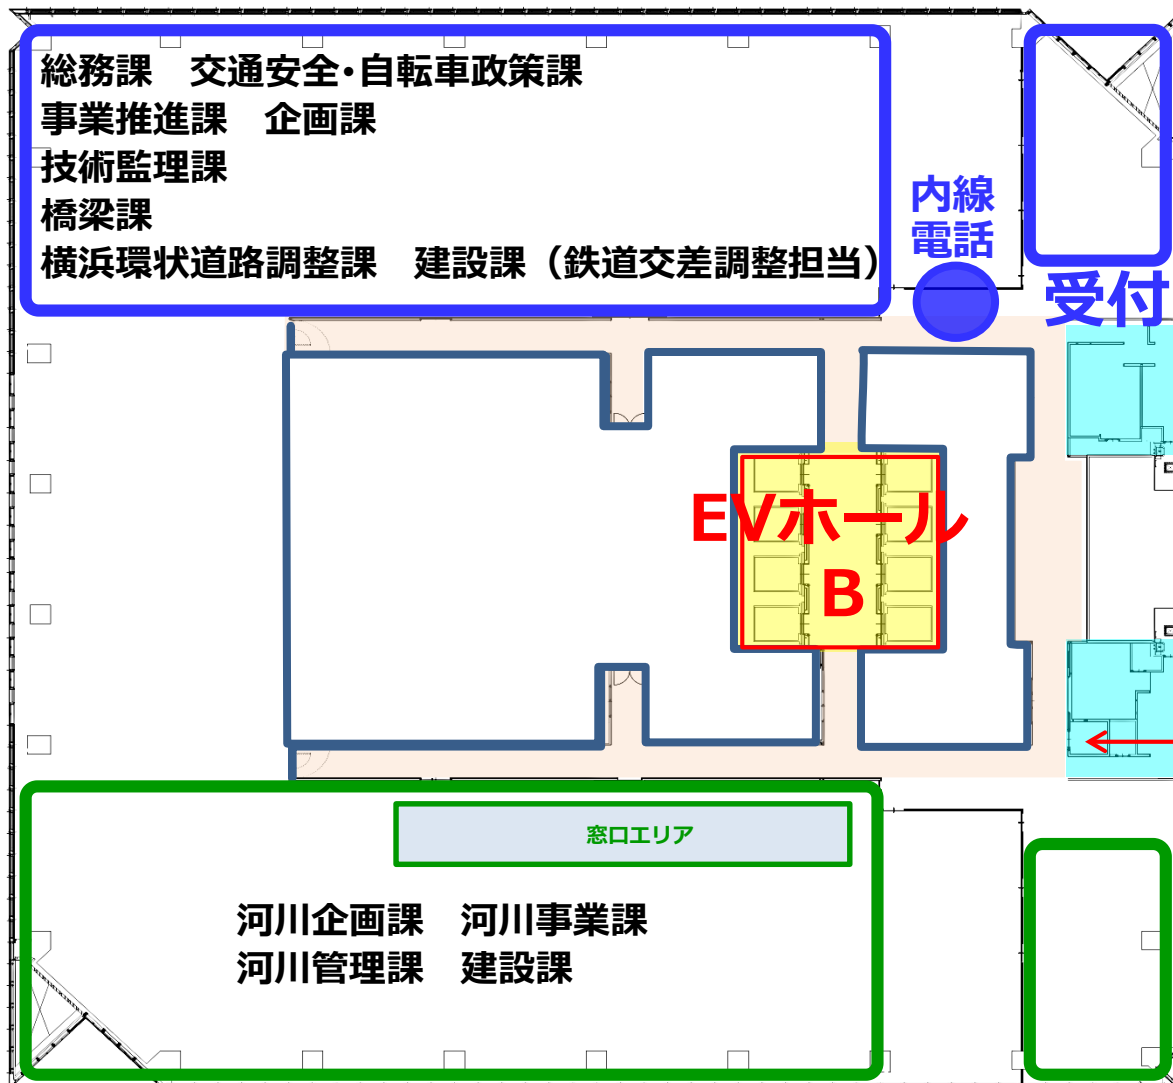 総務課　交通安全・自転車政策課
事業推進課　企画課
技術監理課
橋梁課
横浜環状道路調整課　建設課（鉄道交差調整担当）
内線
電話
受付
EVホール
B
窓口エリア
河川企画課　河川事業課
河川管理課　建設課